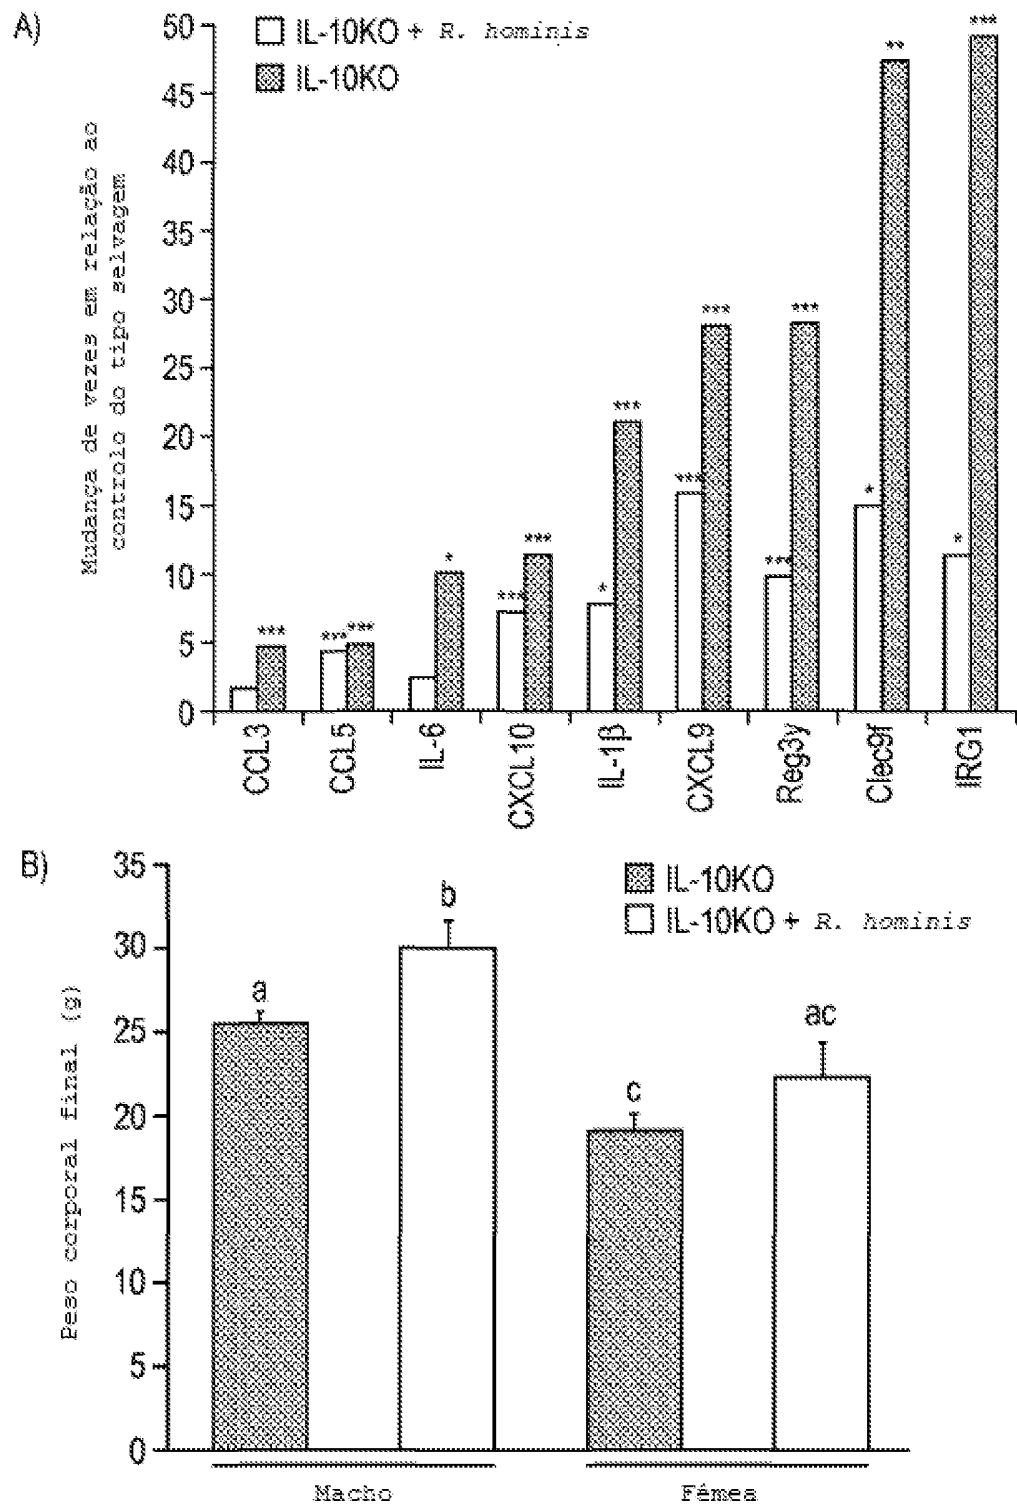 A)
IL-10KO + R. hominis
IL-10KO
Mudança de vezes em relação ao
controlo do tipo selvagem
50
45
40
35
30
25
20
15
10
5
0
***
*** ***
*
*** ***
* ***
*** ***
*** ***
* **
* ***
CCL3
CCL5
IL-6
CXCL10
IL-1β
CXCL9
Reg3y
Clec9f
IRG1
B)
IL-10KO
IL-10KO + R. hominis
Peso corporal final (g)
35
30
25
20
15
10
5
0
a
b
c
ac
Macho
Fêmea